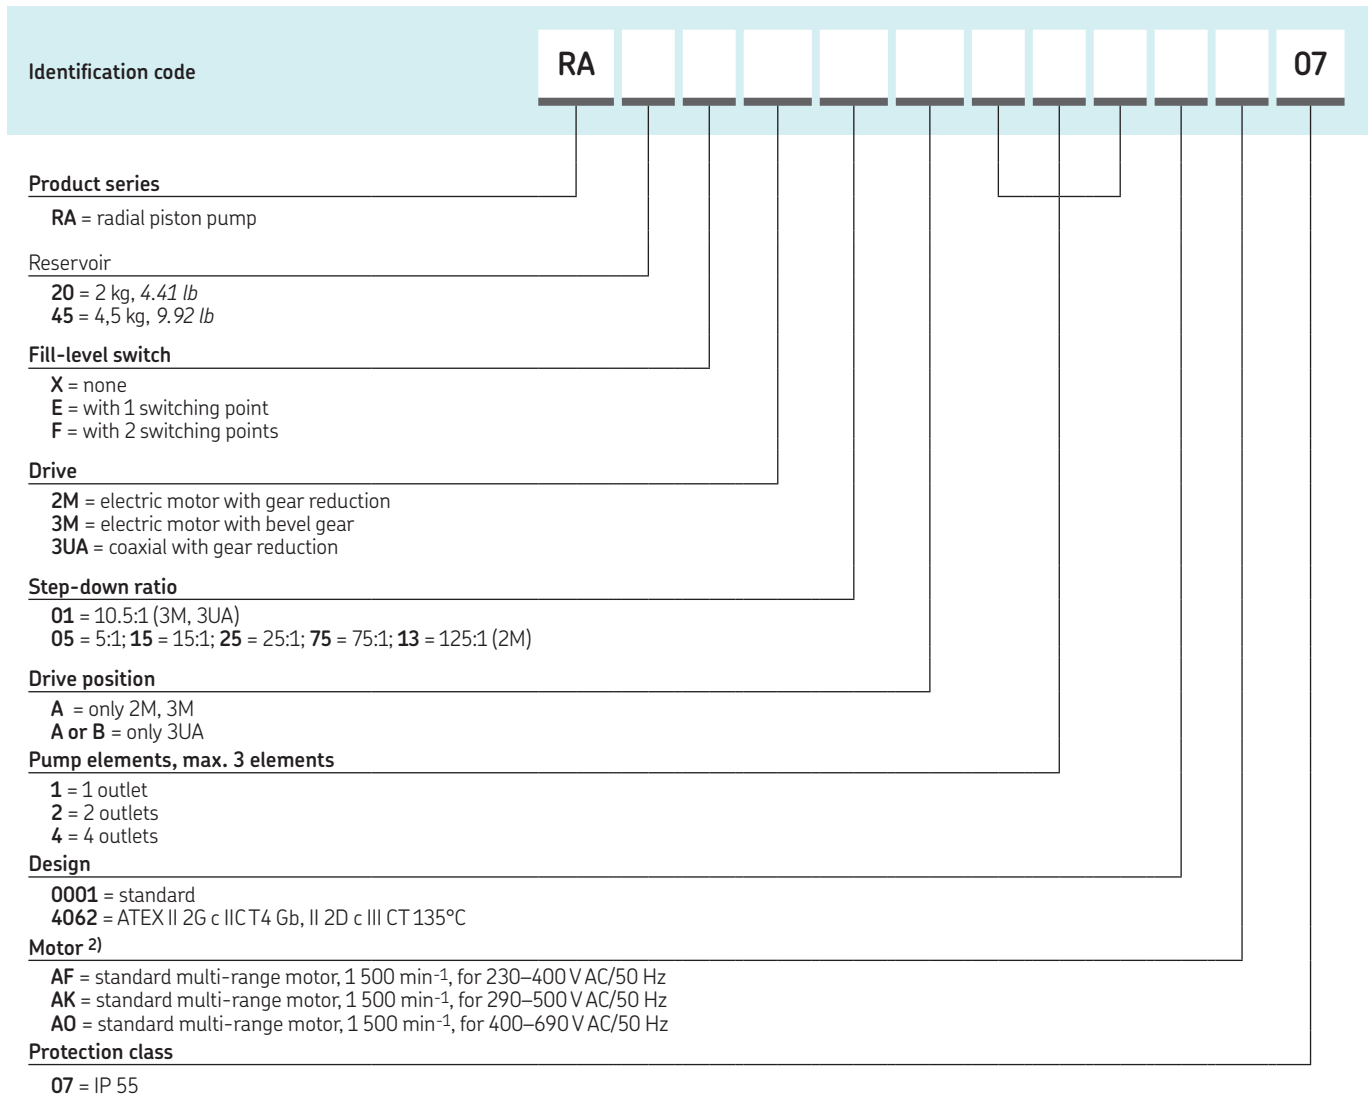 Identification code RA 07
Product series
RA = radial piston pump
Reservoir
20 = 2 kg, 4.41 lb
45 = 4,5 kg, 9.92 lb
Fill-level switch
X = none
E = with 1 switching point
F = with 2 switching points
Drive
2M = electric motor with gear reduction
3M = electric motor with bevel gear
3UA = coaxial with gear reduction
Step-down ratio
01 = 10.5:1 (3M, 3UA)
05 = 5:1; 15 = 15:1; 25 = 25:1; 75 = 75:1; 13 = 125:1 (2M)
Drive position
A = only 2M, 3M
A or B = only 3UA
Pump elements, max. 3 elements
1 = 1 outlet
2 = 2 outlets
4 = 4 outlets
Design
0001 = standard
4062 = ATEX II 2G c IIC T4 Gb, II 2D c III CT 135°C
Motor 2)
AF = standard multi-range motor, 1 500 min-1, for 230–400 V AC/50 Hz
AK = standard multi-range motor, 1 500 min-1, for 290–500 V AC/50 Hz
AO = standard multi-range motor, 1 500 min-1, for 400–690 V AC/50 Hz
Protection class
07 = IP 55